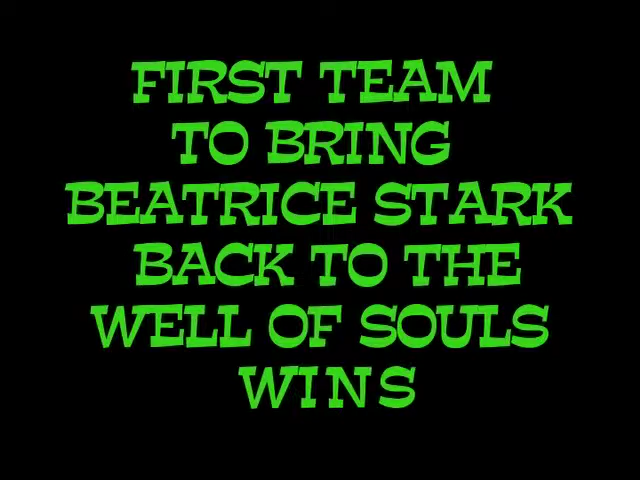 FIRST TEAM
TO BRING
BEATRICE STARK
BACK TO THE
WELL OF SOULS
WINS